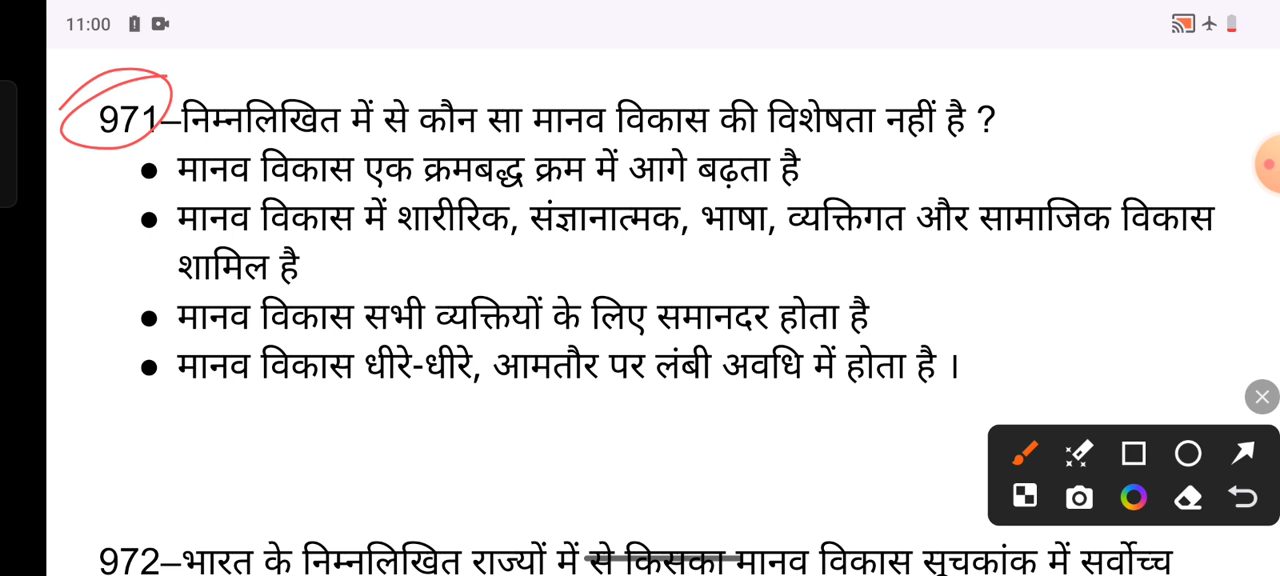 11:00
971–निम्नलिखित में से कौन सा मानव विकास की विशेषता नहीं है ?
● मानव विकास एक क्रमबद्ध क्रम में आगे बढ़ता है
● मानव विकास में शारीरिक, संज्ञानात्मक, भाषा, व्यक्तिगत और सामाजिक विकास
शामिल है
● मानव विकास सभी व्यक्तियों के लिए समानदर होता है
● मानव विकास धीरे-धीरे, आमतौर पर लंबी अवधि में होता है ।
972–भारत के निम्नलिखित राज्यों में से किसका मानव विकास सूचकांक में सर्वोच्च